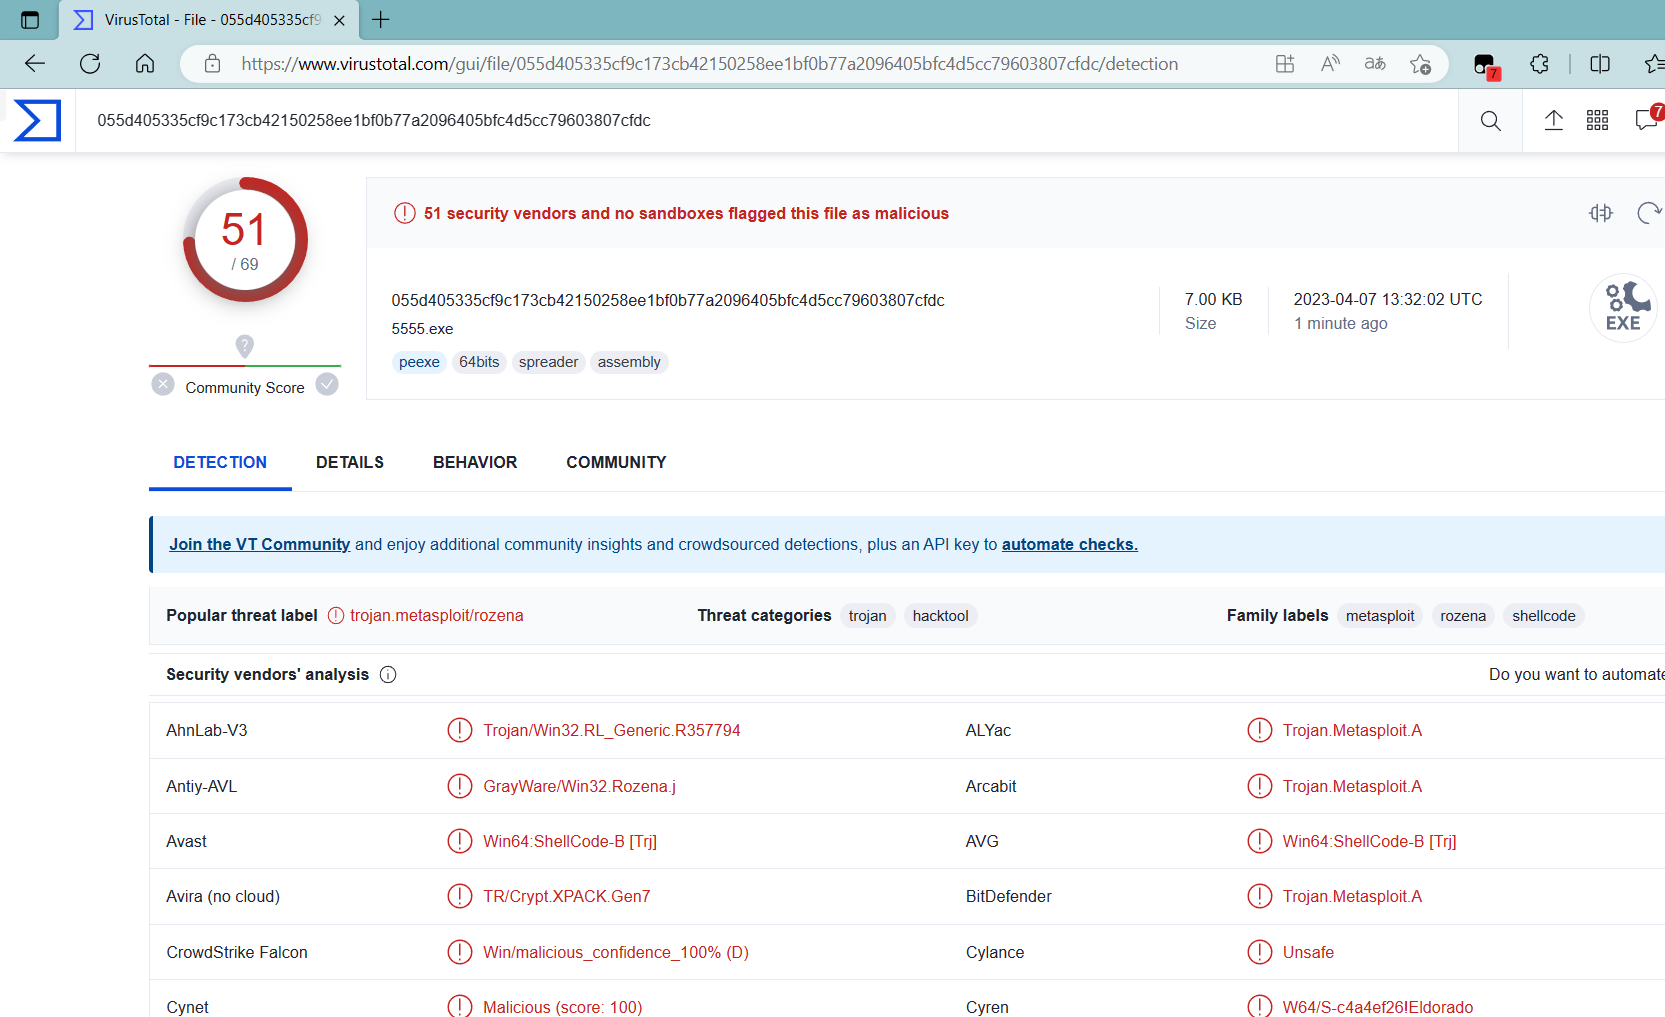 VirusTotal - File - 055d405335cf9
https://www.virustotal.com/gui/file/055d405335cf9c173cb42150258ee1bf0b77a2096405bfc4d5cc79603807cfdc/detection
7
055d405335cf9c173cb42150258ee1bf0b77a2096405bfc4d5cc79603807cfdc
7
51
/ 69
51 security vendors and no sandboxes flagged this file as malicious
055d405335cf9c173cb42150258ee1bf0b77a2096405bfc4d5cc79603807cfdc
5555.exe
peexe 64bits spreader assembly
7.00 KB
Size
2023-04-07 13:32:02 UTC
1 minute ago
EXE
?
Community Score
DETECTION DETAILS BEHAVIOR COMMUNITY
Join the VT Community and enjoy additional community insights and crowdsourced detections, plus an API key to automate checks.
Popular threat label trojan.metasploit/rozena Threat categories trojan hacktool Family labels metasploit rozena shellcode
Security vendors' analysis Do you want to automate
AhnLab-V3 Trojan/Win32.RL_Generic.R357794 ALYac Trojan.Metasploit.A
Antiy-AVL GrayWare/Win32.Rozena.j Arcabit Trojan.Metasploit.A
Avast Win64:ShellCode-B [Trj] AVG Win64:ShellCode-B [Trj]
Avira (no cloud) TR/Crypt.XPACK.Gen7 BitDefender Trojan.Metasploit.A
CrowdStrike Falcon Win/malicious_confidence_100% (D) Cylance Unsafe
Cynet Malicious (score: 100) Cyren W64/S-c4a4ef26!Eldorado